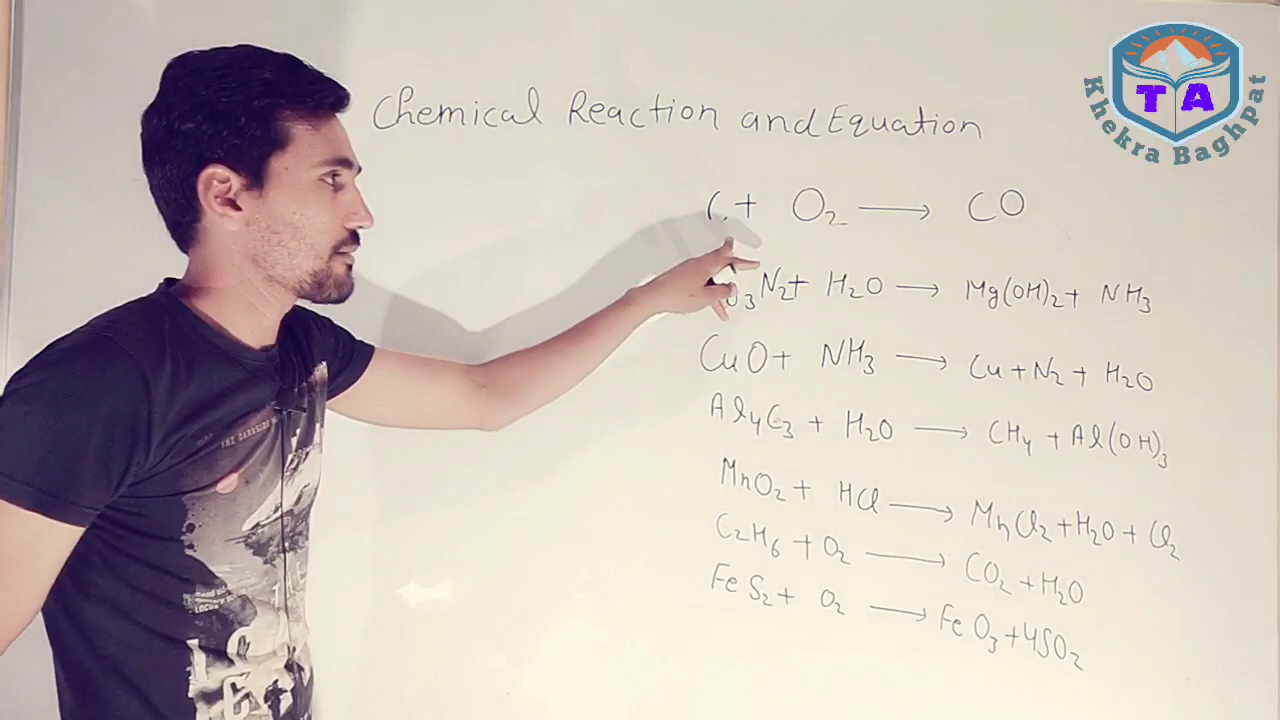 Chemical Reaction and Equation
C + O₂ → CO
O₃N₂ + H₂O → Mg(OH)₂ + NH₃
CuO + NH₃ → Cu + N₂ + H₂O
Al₄C₃ + H₂O → CH₄ + Al(OH)₃
MnO₂ + HCl → MnCl₂ + H₂O + Cl₂
C₂H₆ + O₂ → CO₂ + H₂O
FeS₂ + O₂ → FeO₃ + 4SO₂
TA
Khekra BaghPat